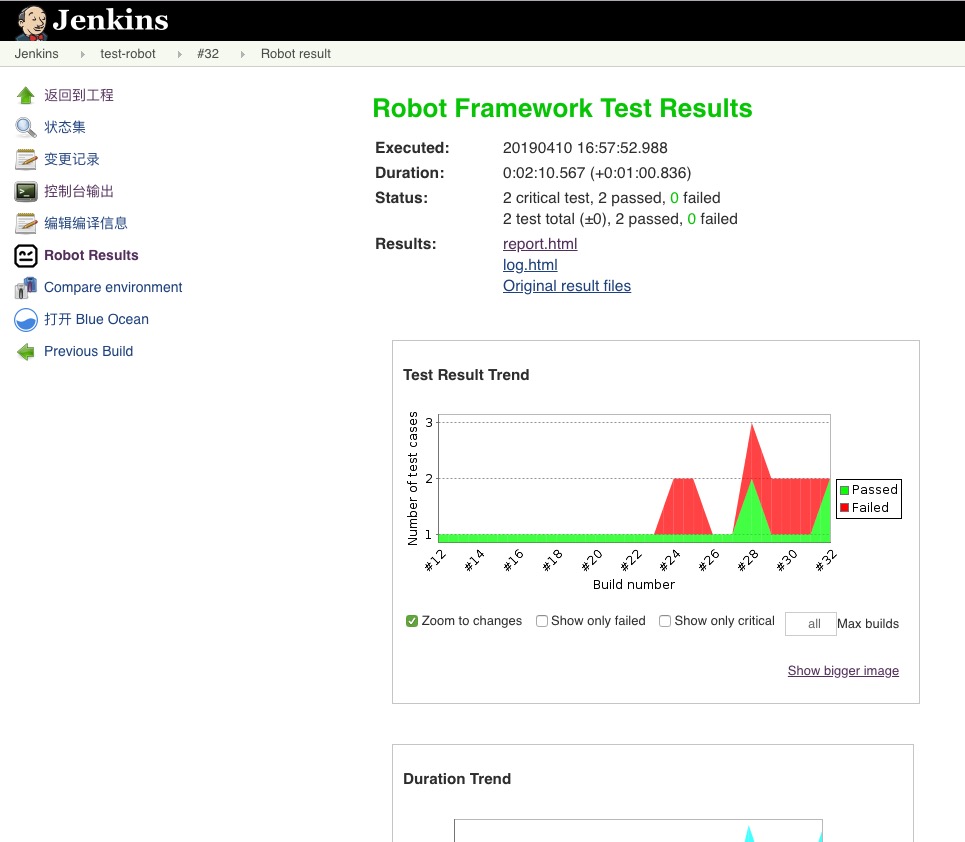 Jenkins
Jenkins test-robot #32 Robot result
返回到工程
状态集
变更记录
控制台输出
编辑编译信息
Robot Results
Compare environment
打开 Blue Ocean
Previous Build
Robot Framework Test Results
Executed: 20190410 16:57:52.988
Duration: 0:02:10.567 (+0:01:00.836)
Status: 2 critical test, 2 passed, 0 failed
2 test total (±0), 2 passed, 0 failed
Results: report.html
log.html
Original result files
Test Result Trend
Number of test cases
3
2
1
#12 #14 #16 #18 #20 #22 #24 #26 #28 #30 #32
Build number
Passed
Failed
Zoom to changes Show only failed Show only critical all Max builds
Show bigger image
Duration Trend